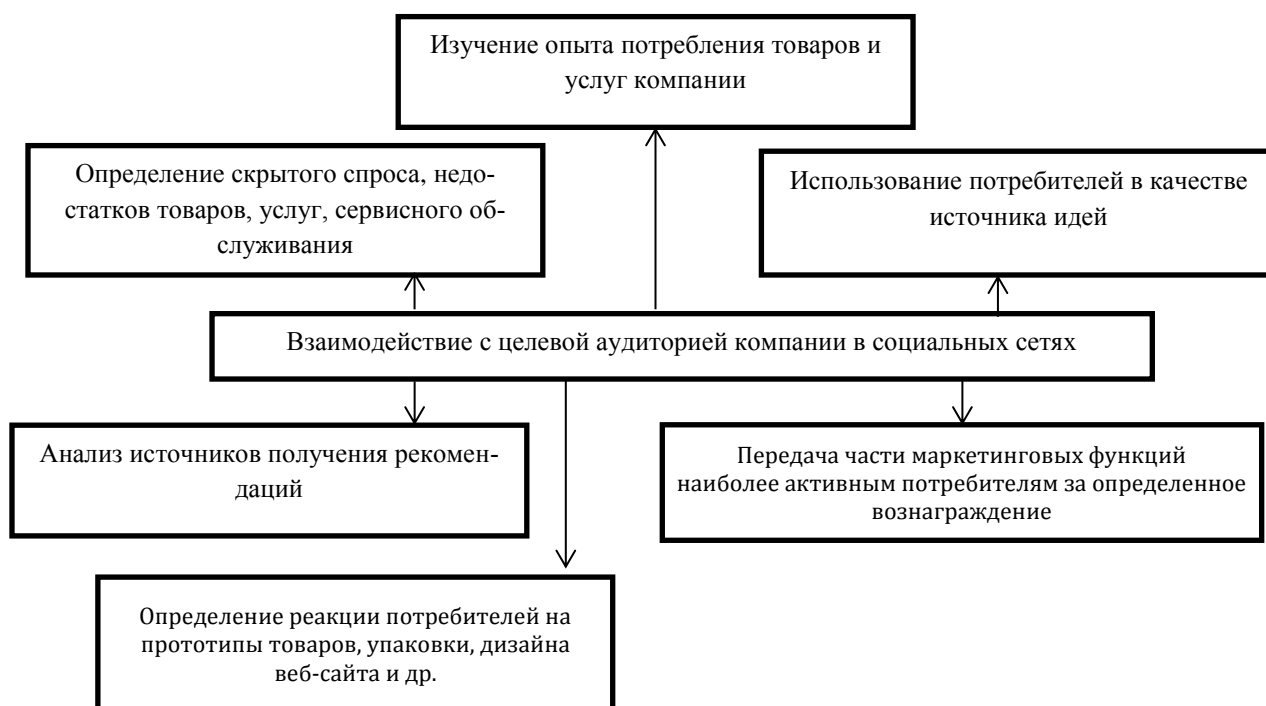 Изучение опыта потребления товаров и
услуг компании
Определение скрытого спроса, недо-
статков товаров, услуг, сервисного об-
служивания
Использование потребителей в качестве
источника идей
Взаимодействие с целевой аудиторией компании в социальных сетях
Анализ источников получения рекомен-
даций
Передача части маркетинговых функций
наиболее активным потребителям за определенное
вознаграждение
Определение реакции потребителей на
прототипы товаров, упаковки, дизайна
веб-сайта и др.